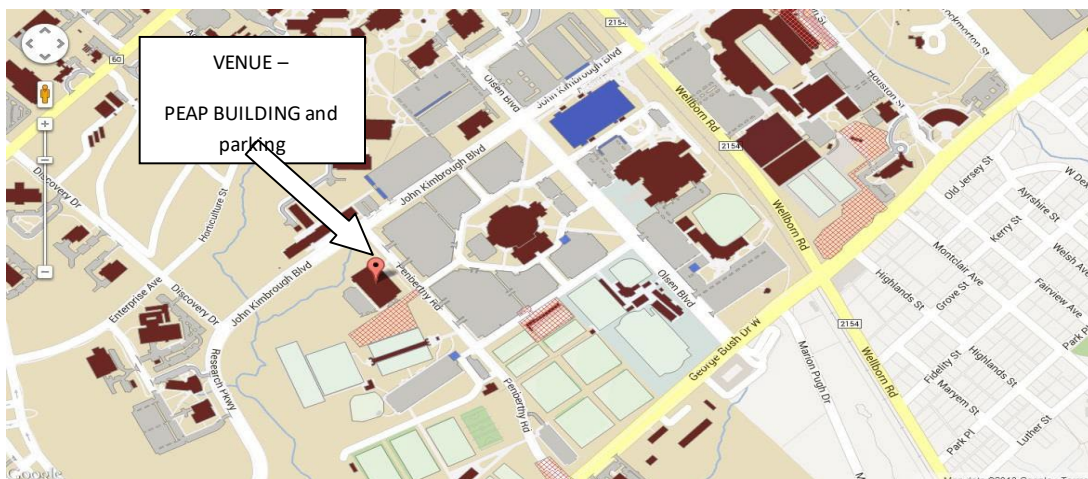 VENUE –
PEAP BUILDING and
parking
60
2154
John Kimbrough Blvd
Olsen Blvd
Wellborn Rd
2154
Houston St
Discovery Dr
Horticulture St
John Kimbrough Blvd
Old Jersey St
Ayrshire St
Kerry St
Welsh Av
Montclair Ave
Fairview Ave
Wellborn Rd
Highlands St
Grove St
Enterprise Ave
Discovery Dr
John Kimbrough Blvd
Penberthy Rd
Olsen Blvd
George Bush Dr W
2154
Park Pl
Highlands St
Fidelity St
Maryem St
Luther St
Park Pl
Marion Pugh Dr
Wellborn Rd
Research Pkwy
Penberthy Rd
Google